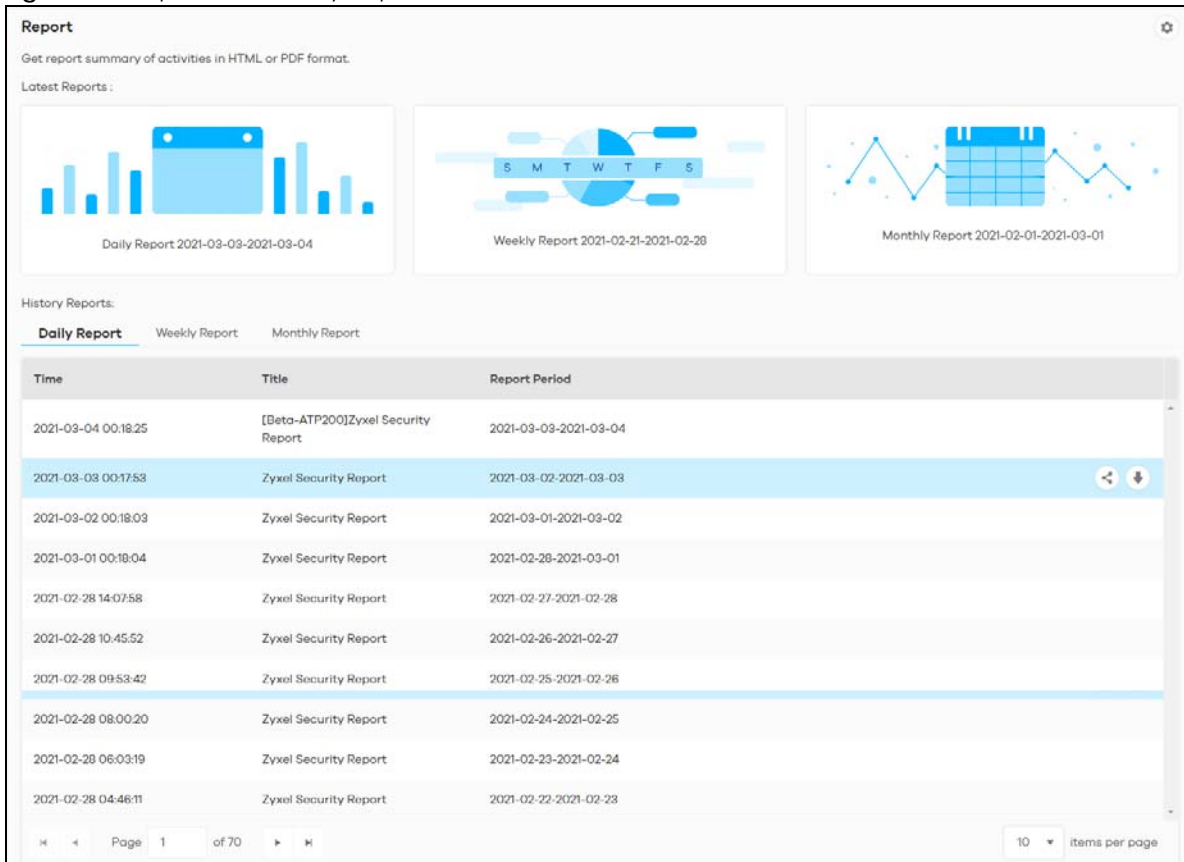 Report
Get report summary of activities in HTML or PDF format.
Latest Reports :
Daily Report 2021-03-03-2021-03-04
S M T W T F S
Weekly Report 2021-02-21-2021-02-28
Monthly Report 2021-02-01-2021-03-01
History Reports:
Daily Report Weekly Report Monthly Report
Time Title Report Period
2021-03-04 00:18:25 [Beta-ATP200]Zyxel Security Report 2021-03-03-2021-03-04
2021-03-03 00:17:53 Zyxel Security Report 2021-03-02-2021-03-03
2021-03-02 00:18:03 Zyxel Security Report 2021-03-01-2021-03-02
2021-03-01 00:18:04 Zyxel Security Report 2021-02-28-2021-03-01
2021-02-28 14:07:58 Zyxel Security Report 2021-02-27-2021-02-28
2021-02-28 10:45:52 Zyxel Security Report 2021-02-26-2021-02-27
2021-02-28 09:53:42 Zyxel Security Report 2021-02-25-2021-02-26
2021-02-28 08:00:20 Zyxel Security Report 2021-02-24-2021-02-25
2021-02-28 06:03:19 Zyxel Security Report 2021-02-23-2021-02-24
2021-02-28 04:46:11 Zyxel Security Report 2021-02-22-2021-02-23
Page 1 of 70 10 items per page